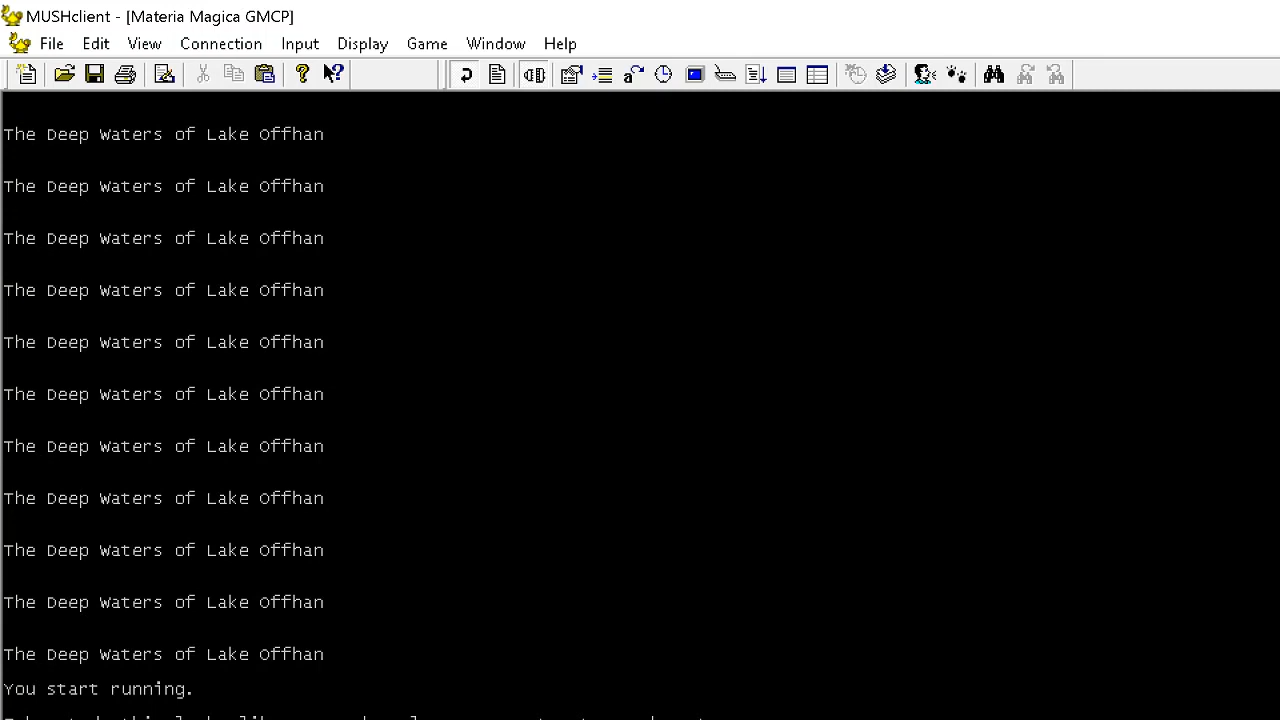 MUSHclient - [Materia Magica GMCP]
File Edit View Connection Input Display Game Window Help
The Deep Waters of Lake Offhan
The Deep Waters of Lake Offhan
The Deep Waters of Lake Offhan
The Deep Waters of Lake Offhan
The Deep Waters of Lake Offhan
The Deep Waters of Lake Offhan
The Deep Waters of Lake Offhan
The Deep Waters of Lake Offhan
The Deep Waters of Lake Offhan
The Deep Waters of Lake Offhan
The Deep Waters of Lake Offhan
You start running.